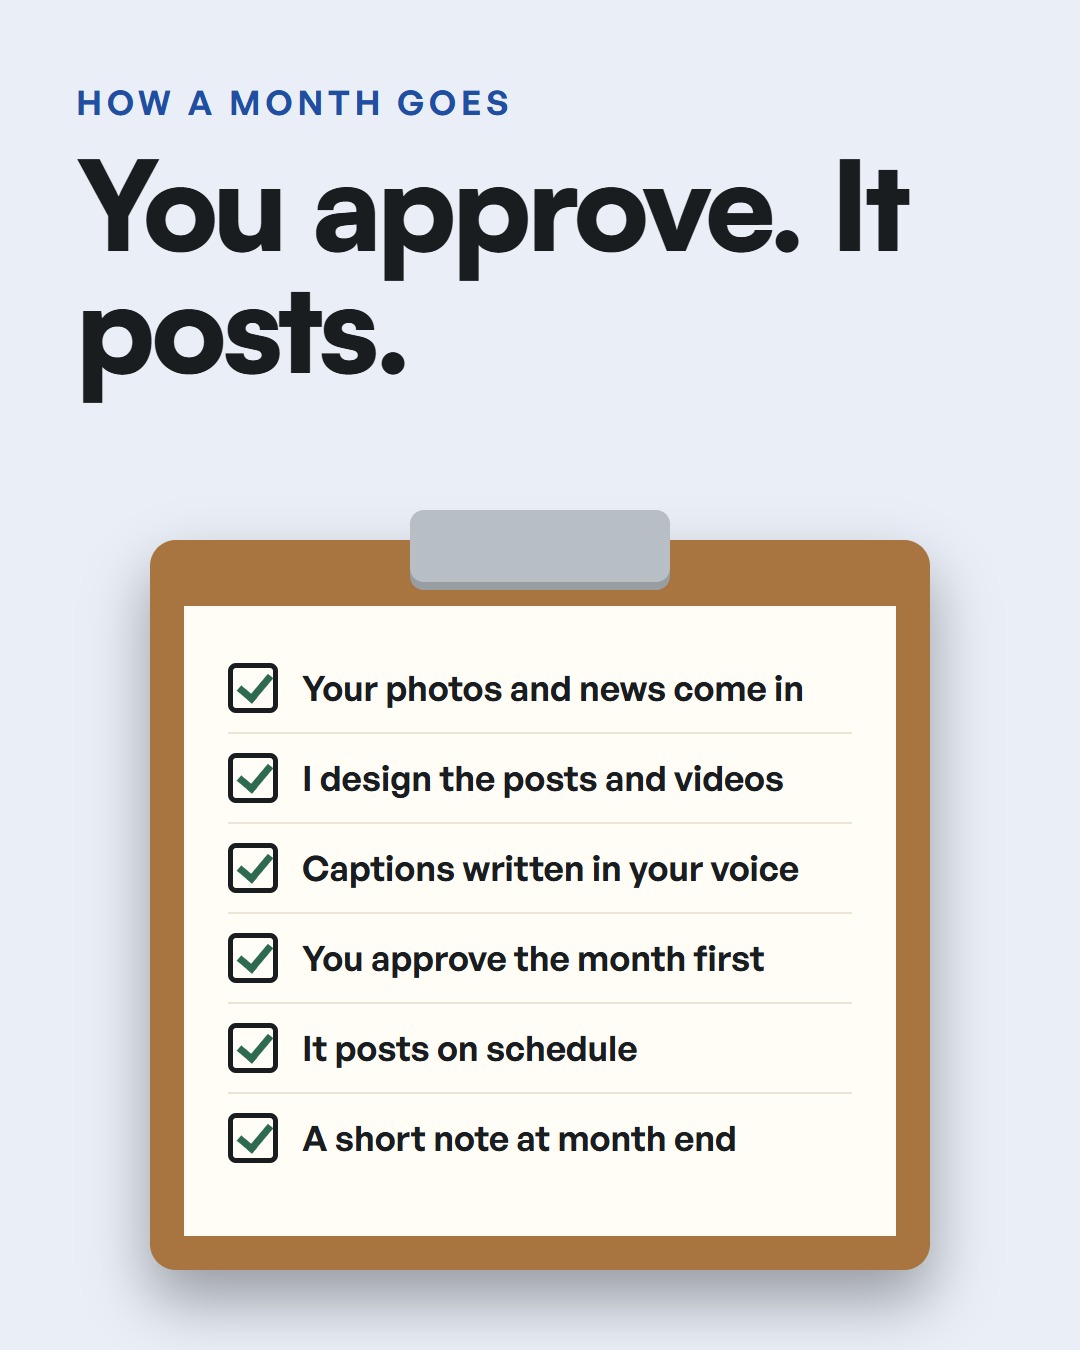 HOW A MONTH GOES
You approve. It
posts.
Your photos and news come in
I design the posts and videos
Captions written in your voice
You approve the month first
It posts on schedule
A short note at month end